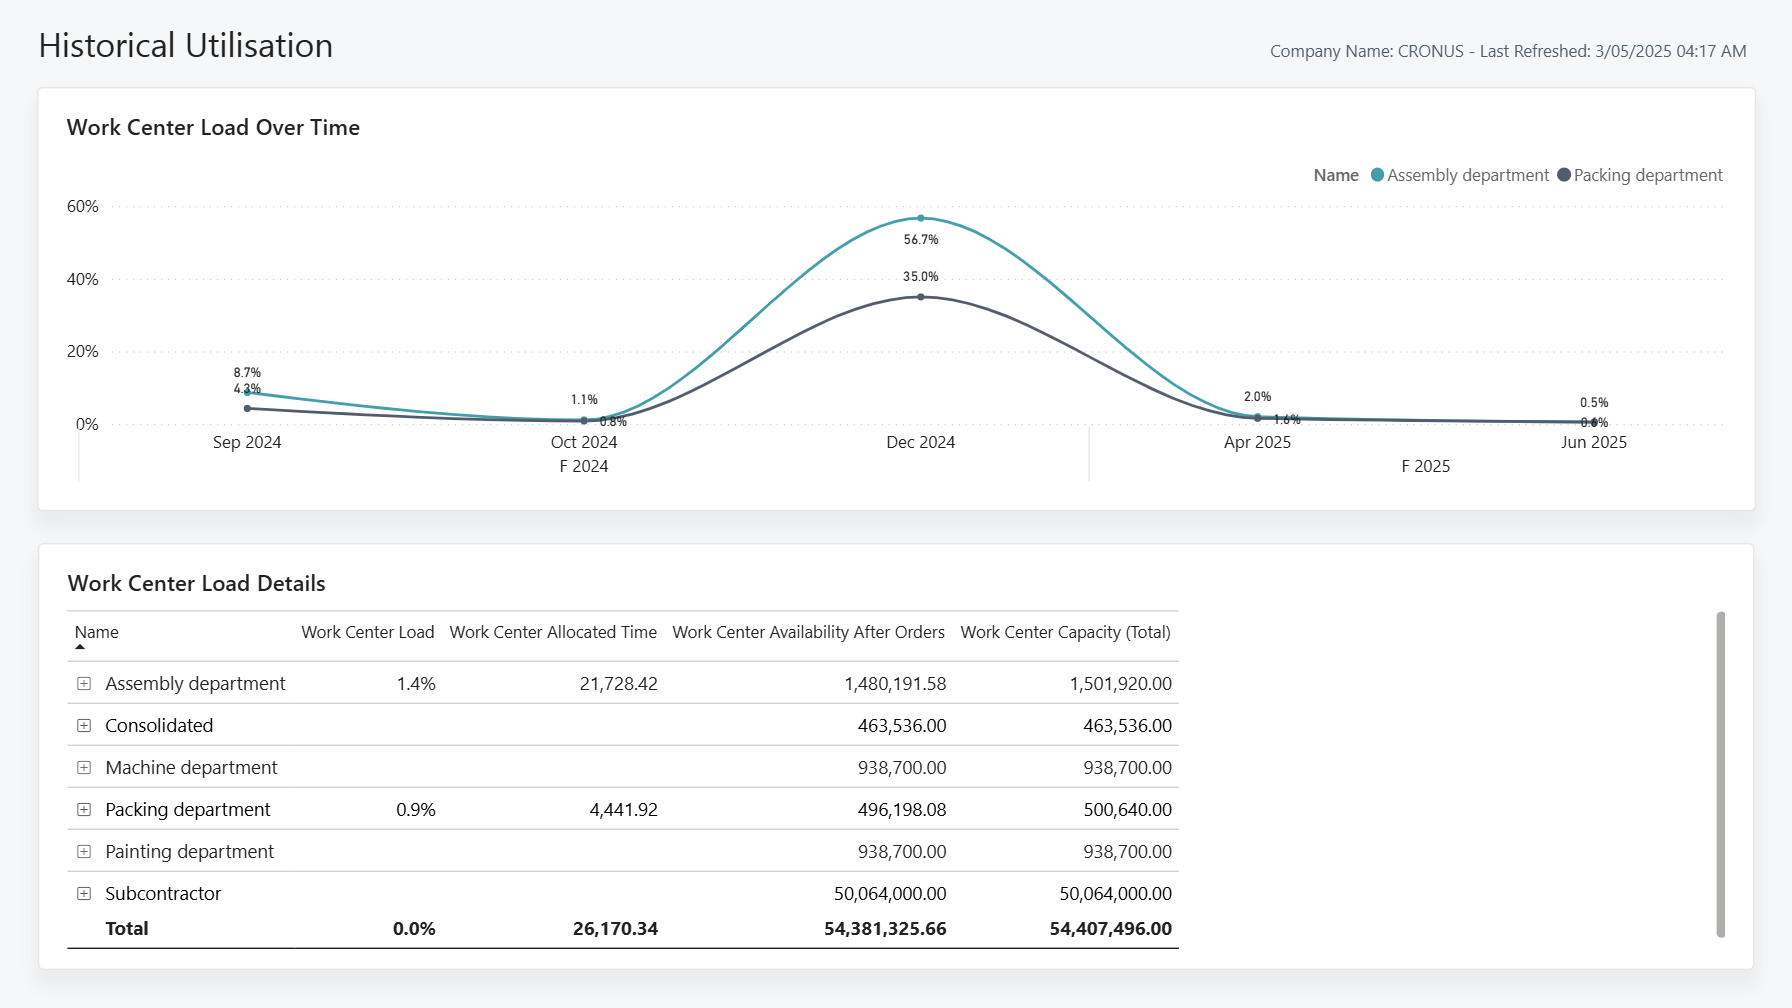 Historical Utilisation
Company Name: CRONUS - Last Refreshed: 3/05/2025 04:17 AM
Work Center Load Over Time
Name Assembly department Packing department
60%
40%
20%
0%
8.7%
4.3%
1.1%
0.8%
56.7%
35.0%
2.0%
1.6%
0.5%
Sep 2024 Oct 2024 Dec 2024 Apr 2025 Jun 2025
F 2024 F 2025
Work Center Load Details
Name Work Center Load Work Center Allocated Time Work Center Availability After Orders Work Center Capacity (Total)
Assembly department 1.4% 21,728.42 1,480,191.58 1,501,920.00
Consolidated 463,536.00 463,536.00
Machine department 938,700.00 938,700.00
Packing department 0.9% 4,441.92 496,198.08 500,640.00
Painting department 938,700.00 938,700.00
Subcontractor 50,064,000.00 50,064,000.00
Total 0.0% 26,170.34 54,381,325.66 54,407,496.00